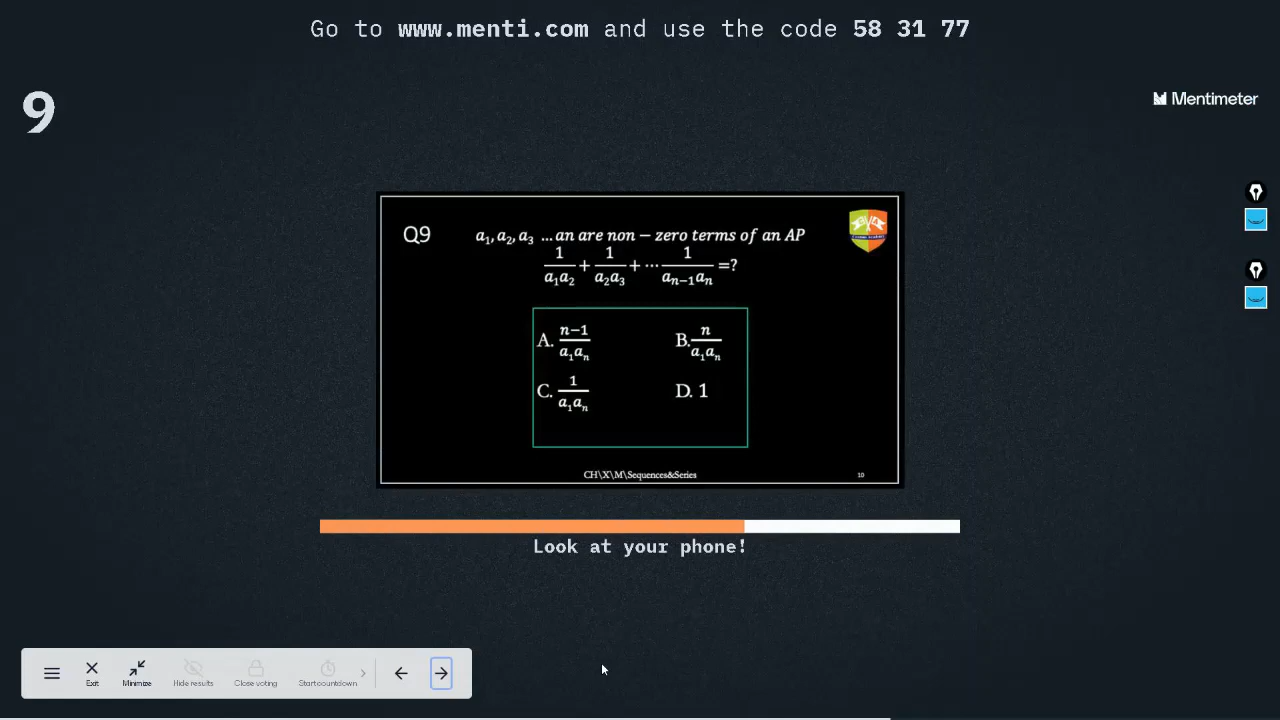 Go to www.menti.com and use the code 58 31 77
9
Mentimeter
Q9 a₁, a₂, a₃ ...an are non − zero terms of an AP
1/(a₁a₂) + 1/(a₂a₃) + ⋯ 1/(aₙ₋₁aₙ) =?
A. (n−1)/(a₁aₙ) B. n/(a₁aₙ)
C. 1/(a₁aₙ) D. 1
CH\X\M\Sequences&Series 10
Look at your phone!
Exit Minimize Hide results Close voting Start countdown